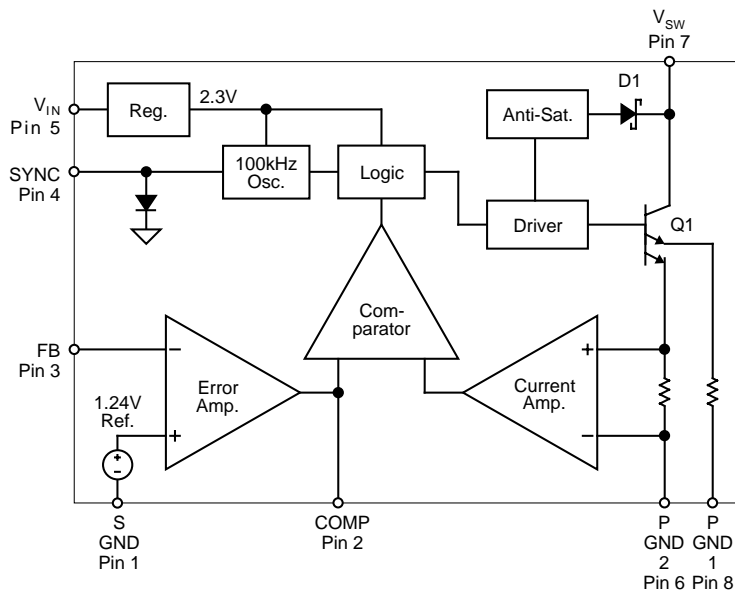 V_SW
Pin 7
D1
V_IN
Pin 5
Reg.
2.3V
Anti-Sat.
SYNC
Pin 4
100kHz
Osc.
Logic
Driver
Q1
Com-
parator
FB
Pin 3
−
Error
Amp.
+
1.24V
Ref.
+
−
Current
Amp.
+
−
S
GND
Pin 1
COMP
Pin 2
P
GND
2
Pin 6
P
GND
1
Pin 8